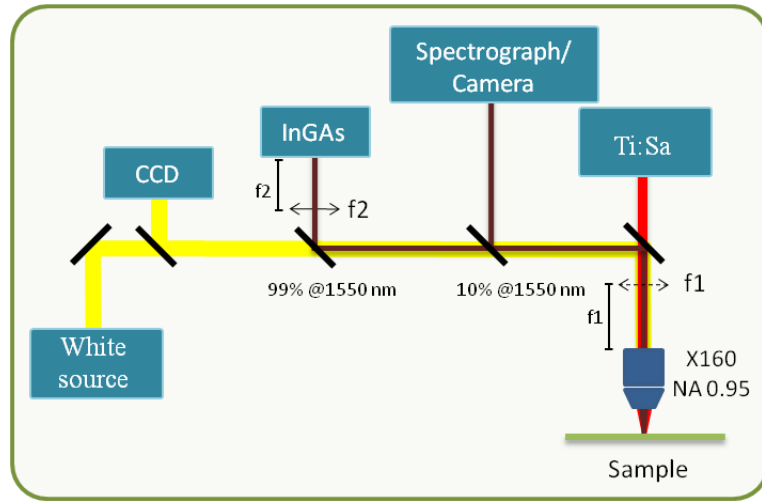 Spectrograph/
Camera
InGAs
Ti:Sa
CCD
f2
f2
f1
f1
99% @1550 nm
10% @1550 nm
White
source
X160
NA 0.95
Sample